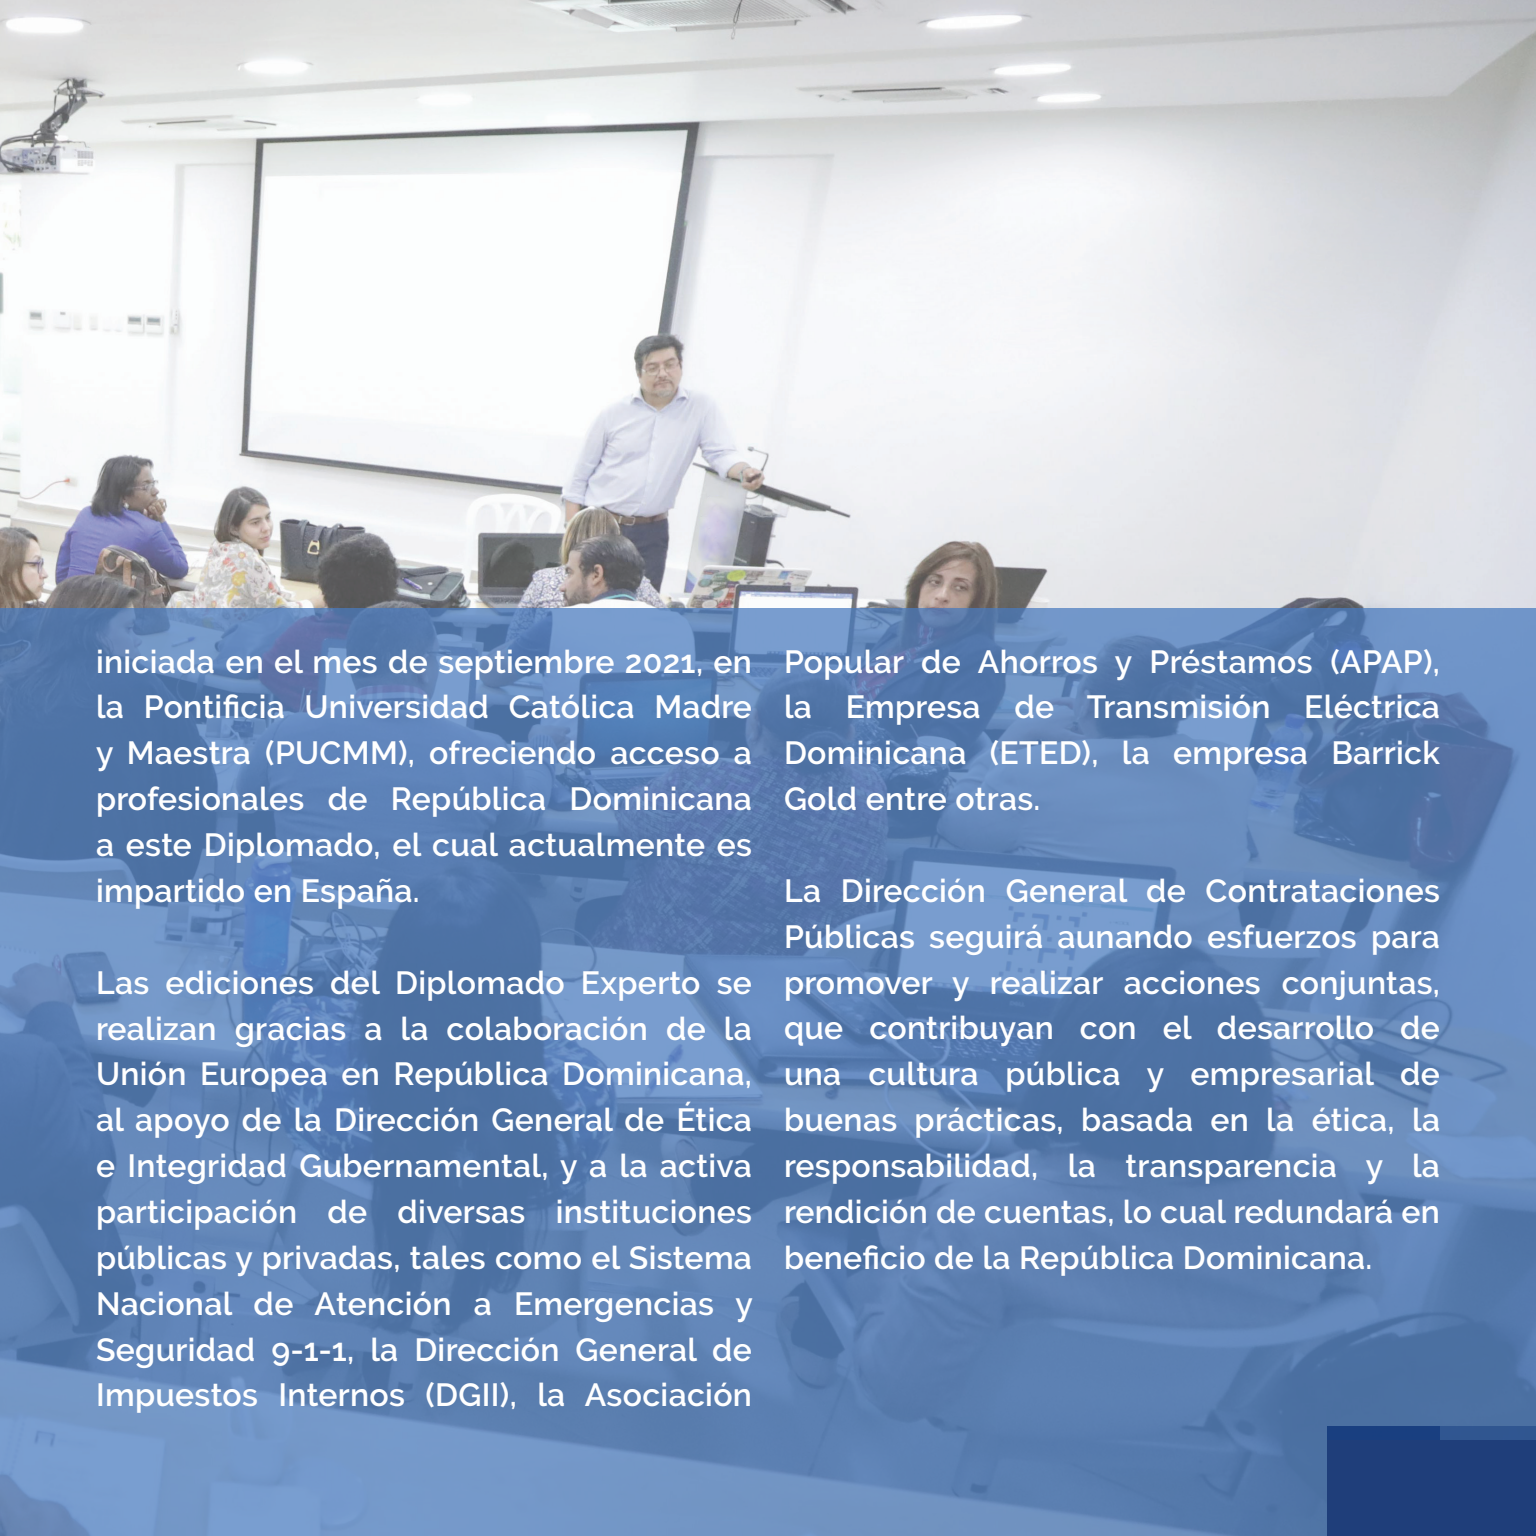 iniciada en el mes de septiembre 2021, en
la Pontificia Universidad Católica Madre
y Maestra (PUCMM), ofreciendo acceso a
profesionales de República Dominicana
a este Diplomado, el cual actualmente es
impartido en España.
Las ediciones del Diplomado Experto se
realizan gracias a la colaboración de la
Unión Europea en República Dominicana,
al apoyo de la Dirección General de Ética
e Integridad Gubernamental, y a la activa
participación de diversas instituciones
públicas y privadas, tales como el Sistema
Nacional de Atención a Emergencias y
Seguridad 9-1-1, la Dirección General de
Impuestos Internos (DGII), la Asociación
Popular de Ahorros y Préstamos (APAP),
la Empresa de Transmisión Eléctrica
Dominicana (ETED), la empresa Barrick
Gold entre otras.
La Dirección General de Contrataciones
Públicas seguirá aunando esfuerzos para
promover y realizar acciones conjuntas,
que contribuyan con el desarrollo de
una cultura pública y empresarial de
buenas prácticas, basada en la ética, la
responsabilidad, la transparencia y la
rendición de cuentas, lo cual redundará en
beneficio de la República Dominicana.